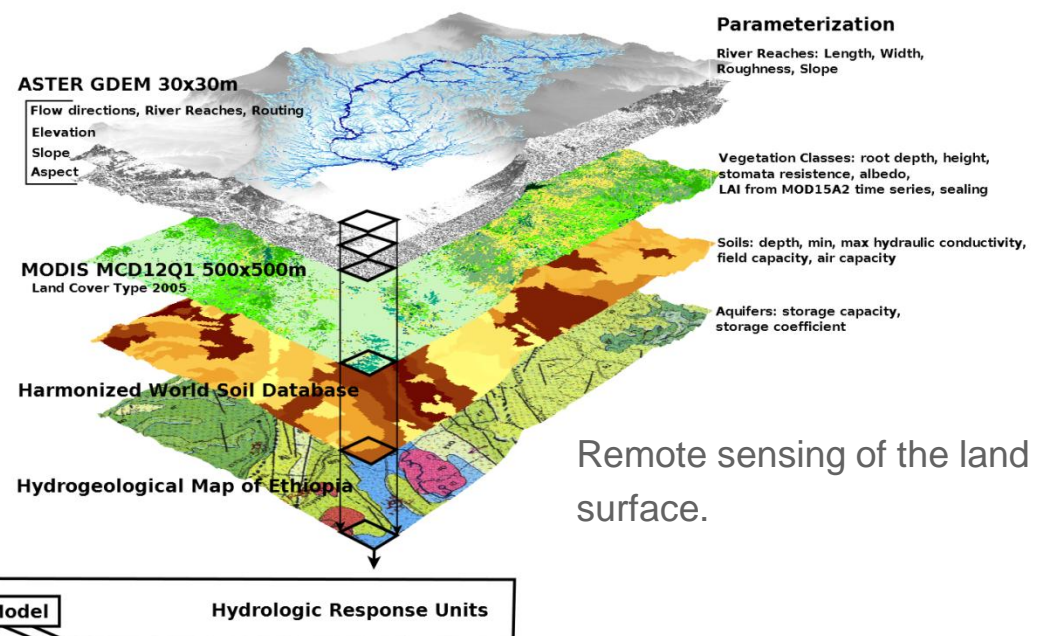 Parameterization
River Reaches: Length, Width,
Roughness, Slope
ASTER GDEM 30x30m
Flow directions, River Reaches, Routing
Elevation
Slope
Aspect
Vegetation Classes: root depth, height,
stomata resistence, albedo,
LAI from MOD15A2 time series, sealing
MODIS MCD12Q1 500x500m
Land Cover Type 2005
Soils: depth, min, max hydraulic conductivity,
field capacity, air capacity
Aquifers: storage capacity,
storage coefficient
Harmonized World Soil Database
Hydrogeological Map of Ethiopia
Remote sensing of the land
surface.
Hydrologic Response Units